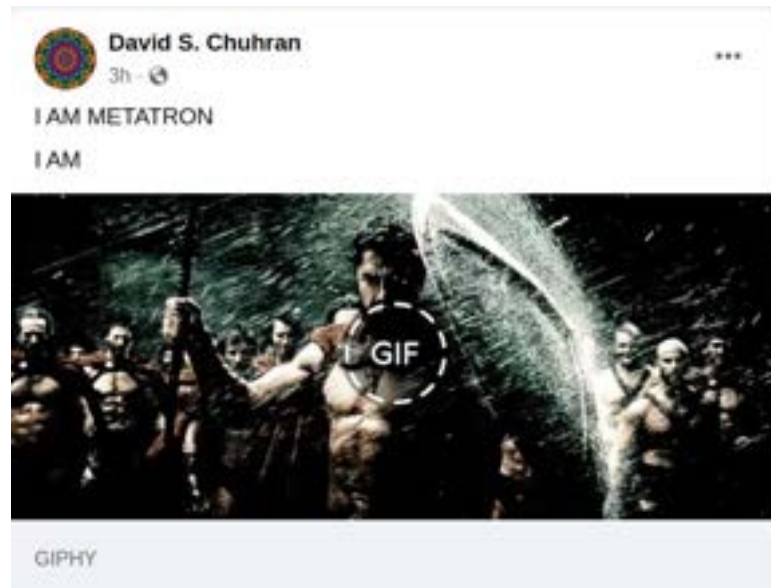 David S. Chuhran
3h ·
I AM METATRON
I AM
GIF
GIPHY